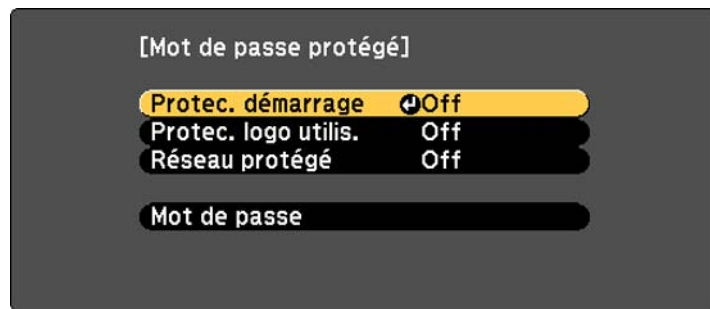 [Mot de passe protégé]
Protec. démarrage Off
Protec. logo utilis. Off
Réseau protégé Off
Mot de passe